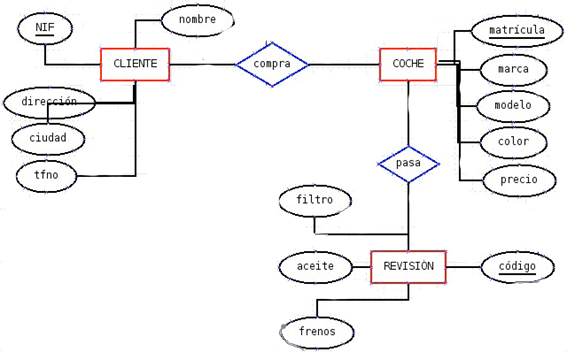 nombre
NIF
matrícula
CLIENTE
compra
COCHE
marca
dirección
modelo
ciudad
color
tfno
pasa
precio
filtro
aceite
REVISIÓN
código
frenos